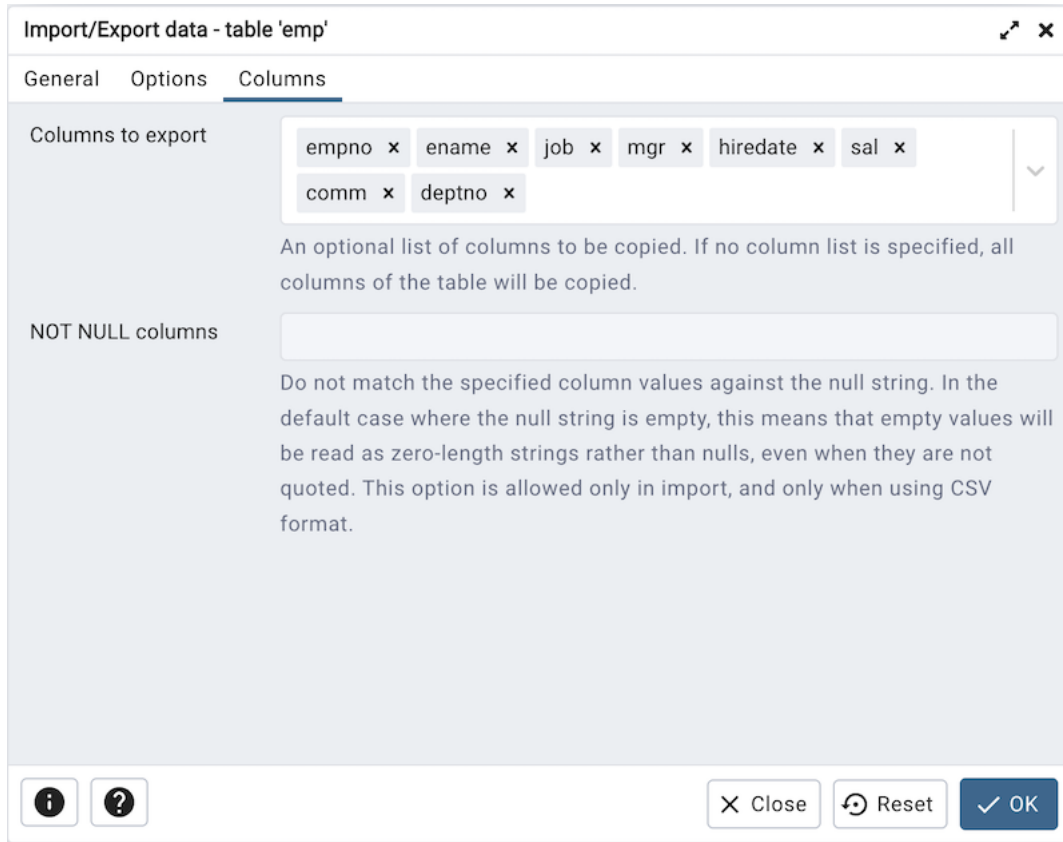 Import/Export data - table 'emp'
General Options Columns
Columns to export
empno ename job mgr hiredate sal
comm deptno
An optional list of columns to be copied. If no column list is specified, all
columns of the table will be copied.
NOT NULL columns
Do not match the specified column values against the null string. In the
default case where the null string is empty, this means that empty values will
be read as zero-length strings rather than nulls, even when they are not
quoted. This option is allowed only in import, and only when using CSV
format.
Close Reset OK